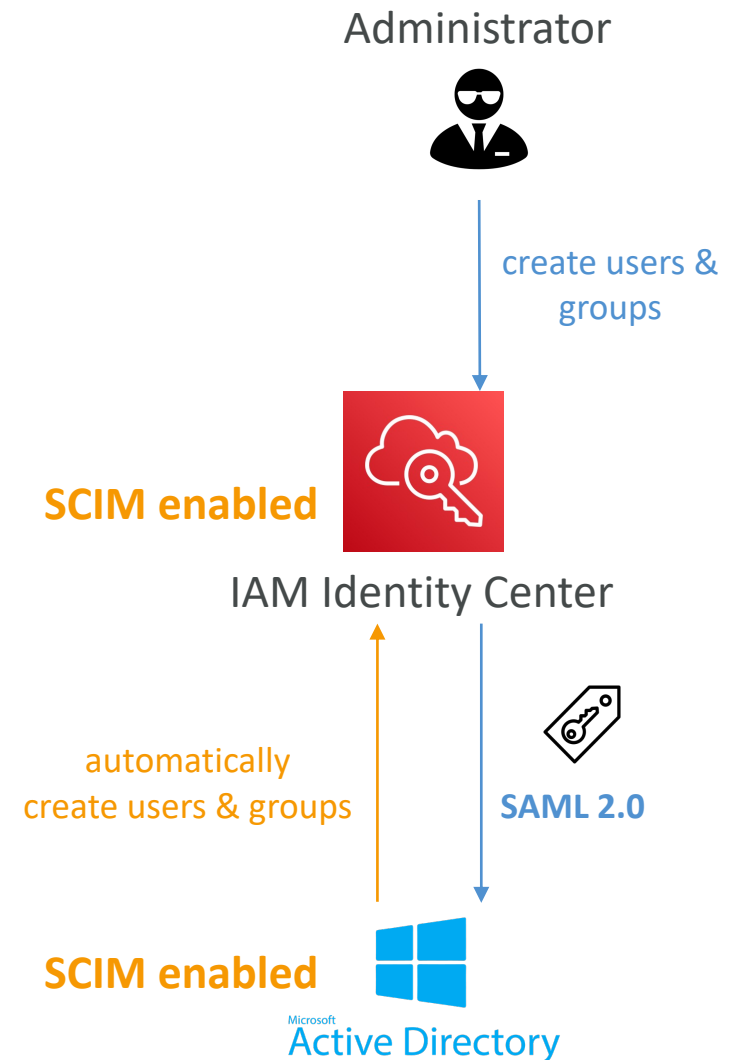 Administrator
create users &
groups
SCIM enabled
IAM Identity Center
automatically
create users & groups
SAML 2.0
SCIM enabled
Microsoft
Active Directory